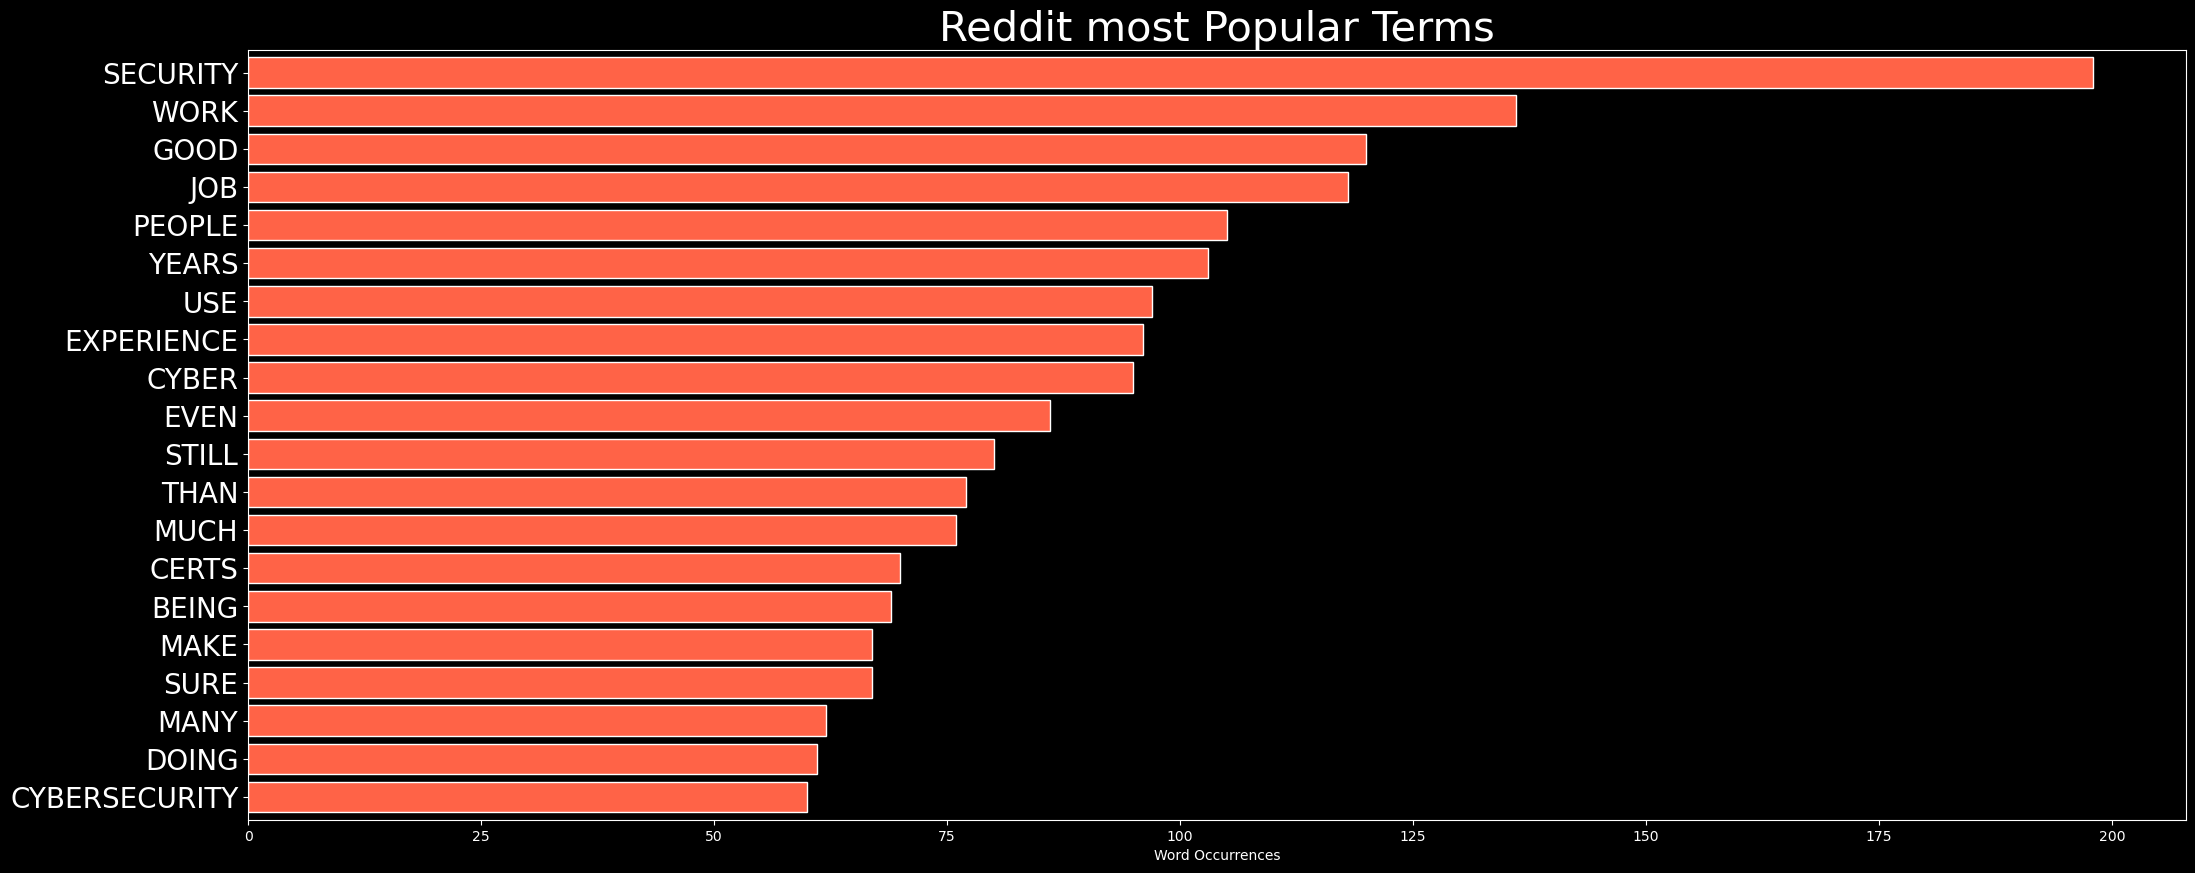 Reddit most Popular Terms
SECURITY
WORK
GOOD
JOB
PEOPLE
YEARS
USE
EXPERIENCE
CYBER
EVEN
STILL
THAN
MUCH
CERTS
BEING
MAKE
SURE
MANY
DOING
CYBERSECURITY
0 25 50 75 100 125 150 175 200
Word Occurrences